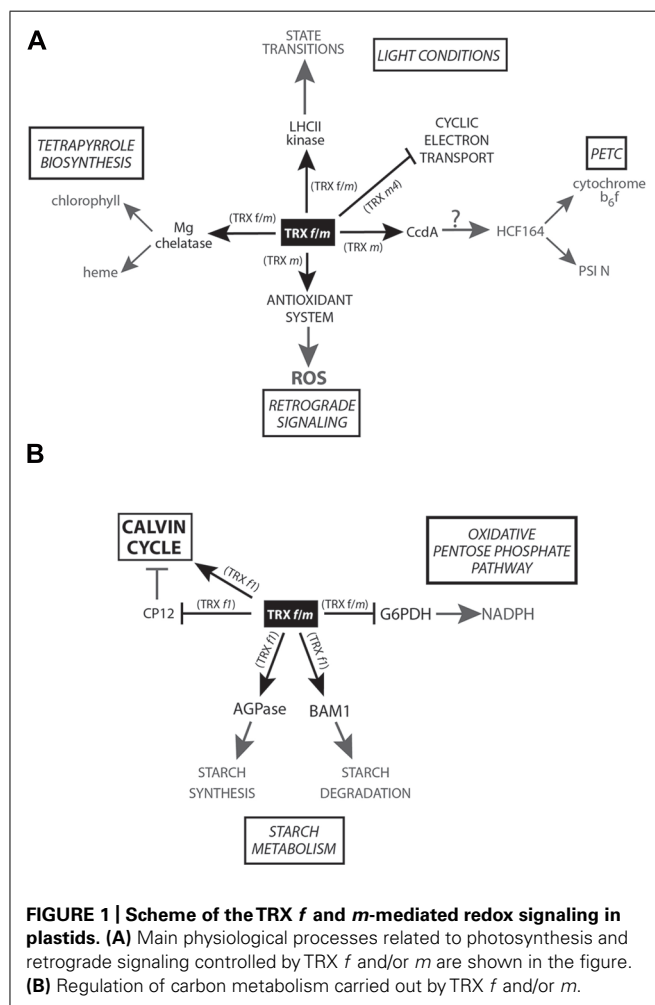 A
STATE
TRANSITIONS
LIGHT CONDITIONS
LHCII
kinase
CYCLIC
ELECTRON
TRANSPORT
TETRAPYRROLE
BIOSYNTHESIS
PETC
chlorophyll
cytochrome
b6f
(TRX f/m)
(TRX m4)
Mg
chelatase
(TRX f/m)
TRX f/m
(TRX m)
CcdA
?
HCF164
heme
(TRX m)
PSI N
ANTIOXIDANT
SYSTEM
ROS
RETROGRADE
SIGNALING
B
CALVIN
CYCLE
OXIDATIVE
PENTOSE PHOSPHATE
PATHWAY
(TRX f1)
CP12
(TRX f1)
TRX f/m
(TRX f/m)
G6PDH
NADPH
(TRX f1)
(TRX f1)
AGPase
BAM1
STARCH
SYNTHESIS
STARCH
DEGRADATION
STARCH
METABOLISM
FIGURE 1 | Scheme of the TRX f and m-mediated redox signaling in
plastids. (A) Main physiological processes related to photosynthesis and
retrograde signaling controlled by TRX f and/or m are shown in the figure.
(B) Regulation of carbon metabolism carried out by TRX f and/or m.